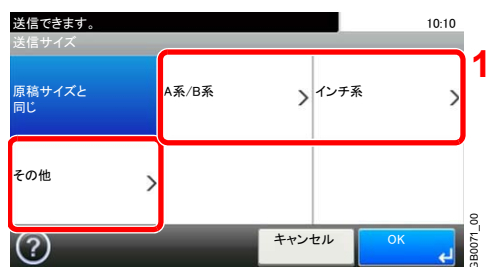 送信できます。 10:10
送信サイズ
原稿サイズと
同じ
A系/B系
インチ系
1
その他
?
キャンセル
OK
GB0071_00